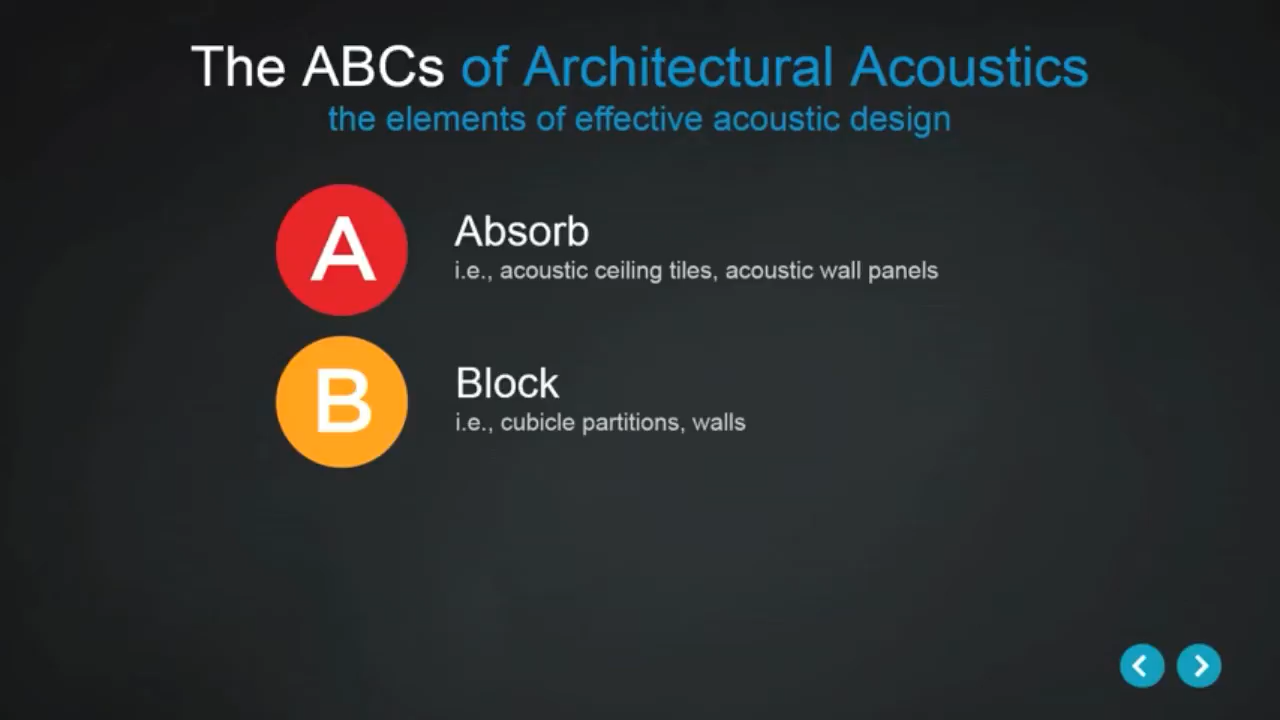 The ABCs of Architectural Acoustics
the elements of effective acoustic design
A
Absorb
i.e., acoustic ceiling tiles, acoustic wall panels
B
Block
i.e., cubicle partitions, walls